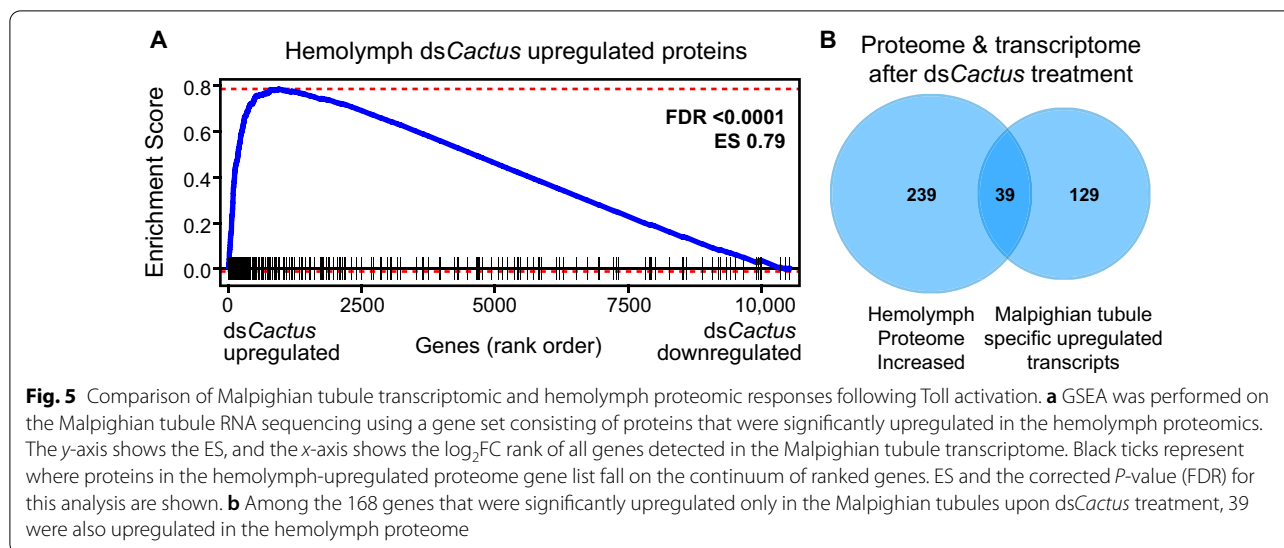 A
Hemolymph dsCactus upregulated proteins
Enrichment Score
0.8
0.6
0.4
0.2
0.0
FDR <0.0001
ES 0.79
0
2500
5000
7500
10,000
dsCactus
upregulated
Genes (rank order)
dsCactus
downregulated
B
Proteome & transcriptome
after dsCactus treatment
239
39
129
Hemolymph
Proteome
Increased
Malpighian tubule
specific upregulated
transcripts
Fig. 5 Comparison of Malpighian tubule transcriptomic and hemolymph proteomic responses following Toll activation. a GSEA was performed on
the Malpighian tubule RNA sequencing using a gene set consisting of proteins that were significantly upregulated in the hemolymph proteomics.
The y-axis shows the ES, and the x-axis shows the log₂FC rank of all genes detected in the Malpighian tubule transcriptome. Black ticks represent
where proteins in the hemolymph-upregulated proteome gene list fall on the continuum of ranked genes. ES and the corrected P-value (FDR) for
this analysis are shown. b Among the 168 genes that were significantly upregulated only in the Malpighian tubules upon dsCactus treatment, 39
were also upregulated in the hemolymph proteome